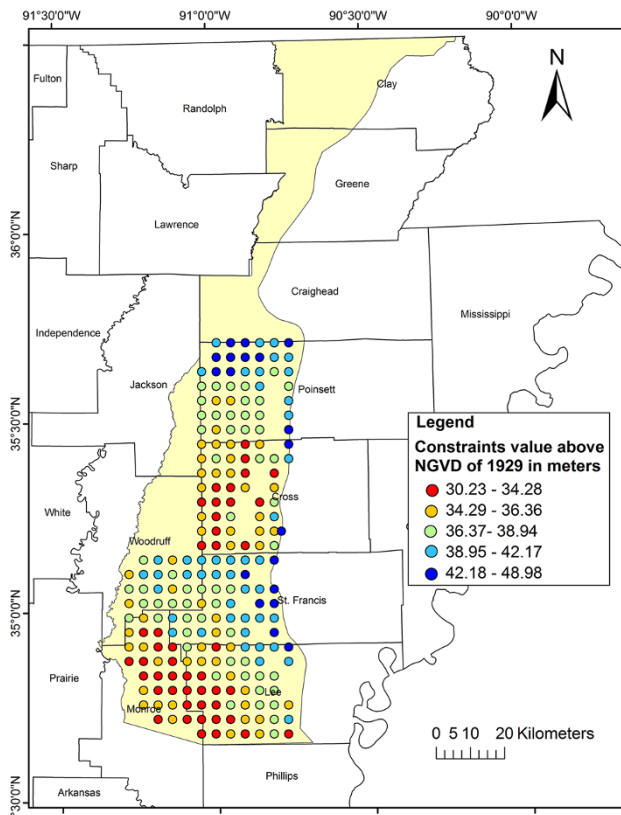 91°30'0"W 91°0'0"W 90°30'0"W 90°0'0"W
N
Fulton
Randolph
Clay
Sharp
Greene
Lawrence
36°0'0"N
Craighead
Mississippi
Independence
Jackson
Poinsett
35°30'0"N
Legend
Constraints value above
NGVD of 1929 in meters
30.23 - 34.28
34.29 - 36.36
36.37- 38.94
38.95 - 42.17
42.18 - 48.98
White
Cross
Woodruff
35°0'0"N
St. Francis
Prairie
Lee
Monroe
0 5 10 20 Kilometers
Phillips
Arkansas
30'0"N